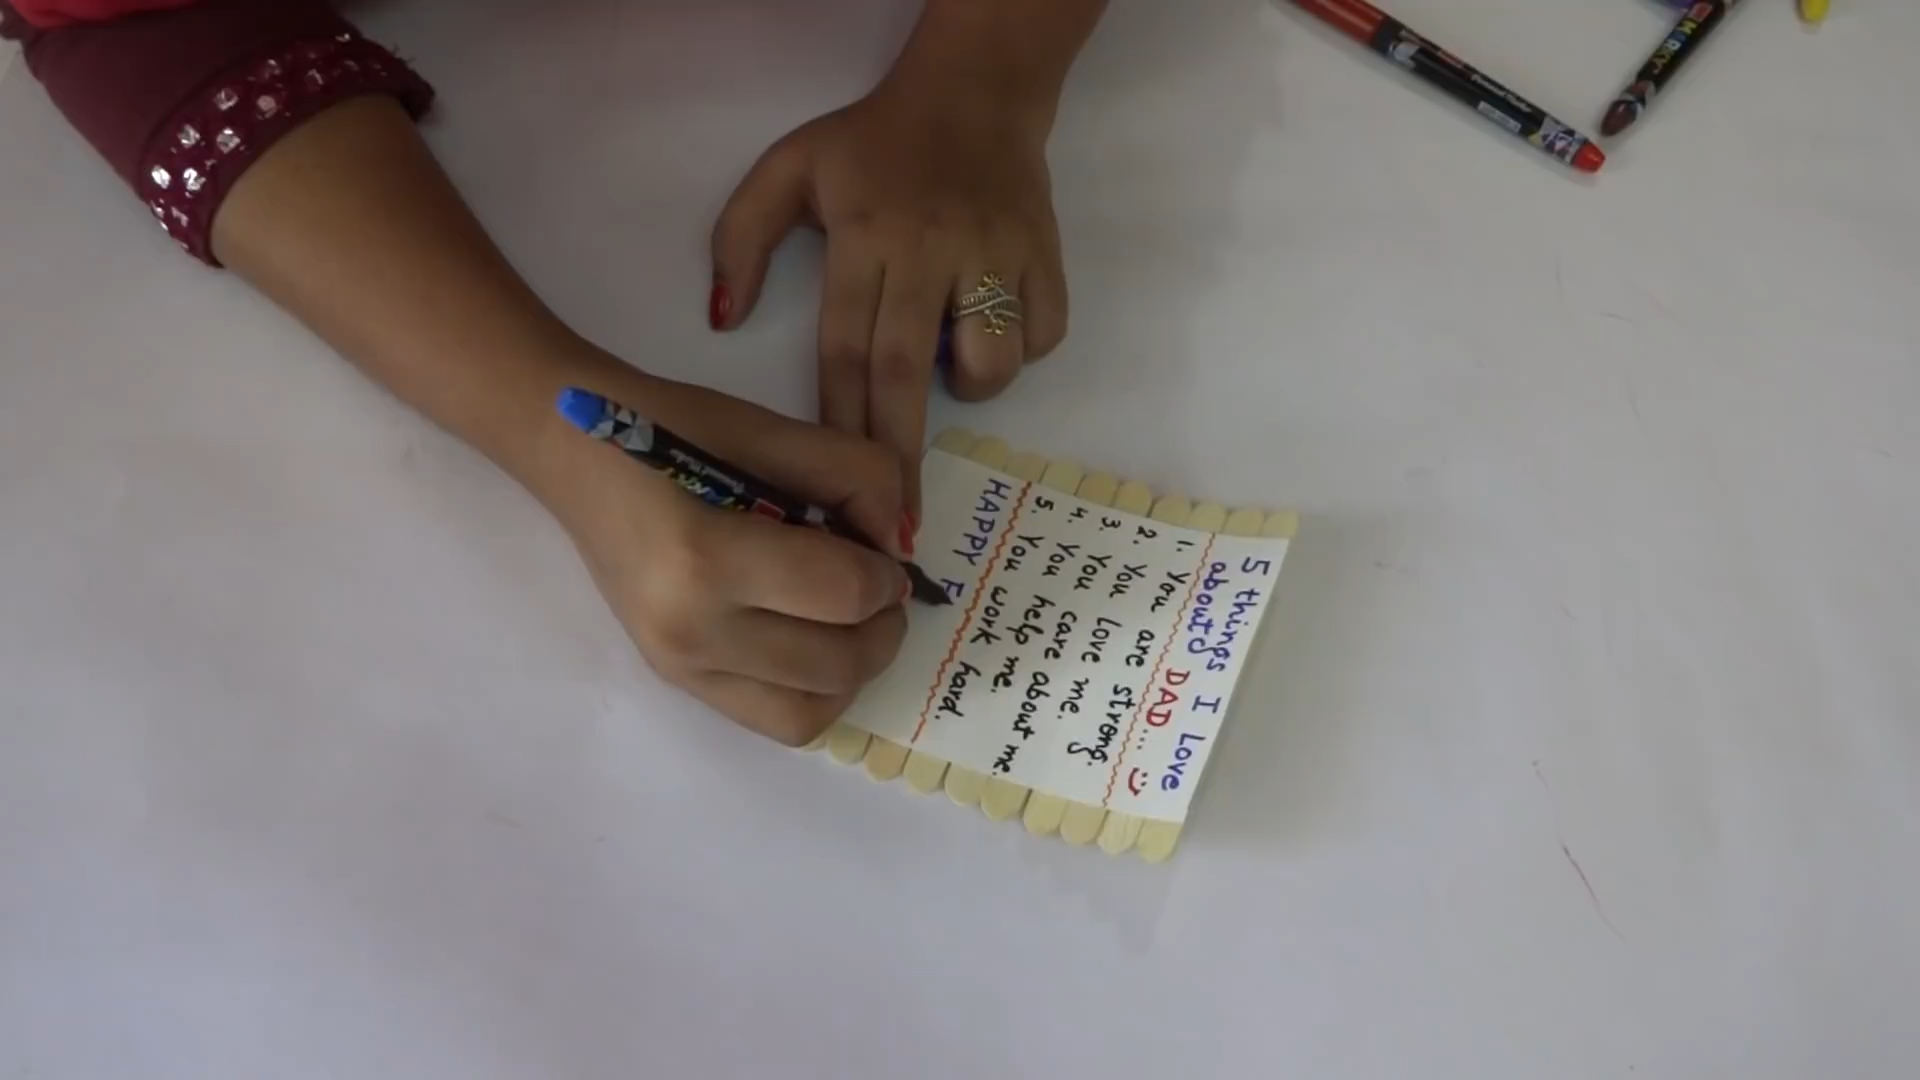 5 things I Love
about DAD... :)
1. You are strong.
2. You Love me.
3. You care about me.
4. You help me.
5. You work hard.
HAPPY F
MARKY